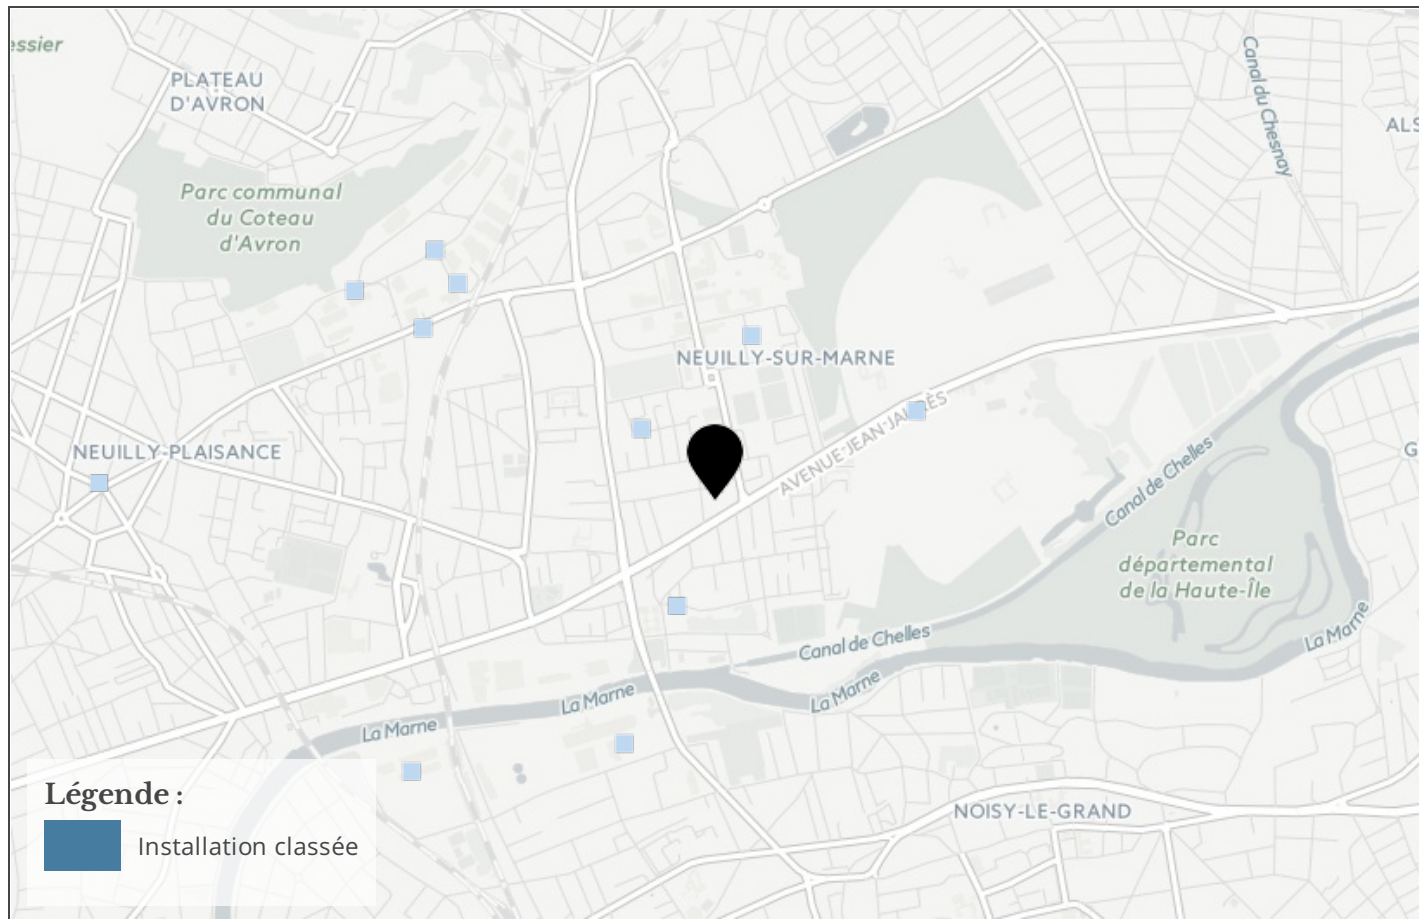 essier
PLATEAU
D'AVRON
Canal du Chesnay
ALS
Parc communal
du Coteau
d'Avron
NEUILLY-SUR-MARNE
AVENUE-JEAN-JAURÈS
NEUILLY-PLAISANCE
Canal de Chelles
G
Parc
départemental
de la Haute-Île
La Marne
Canal de Chelles
La Marne
La Marne
La Marne
Légende :
Installation classée
NOISY-LE-GRAND